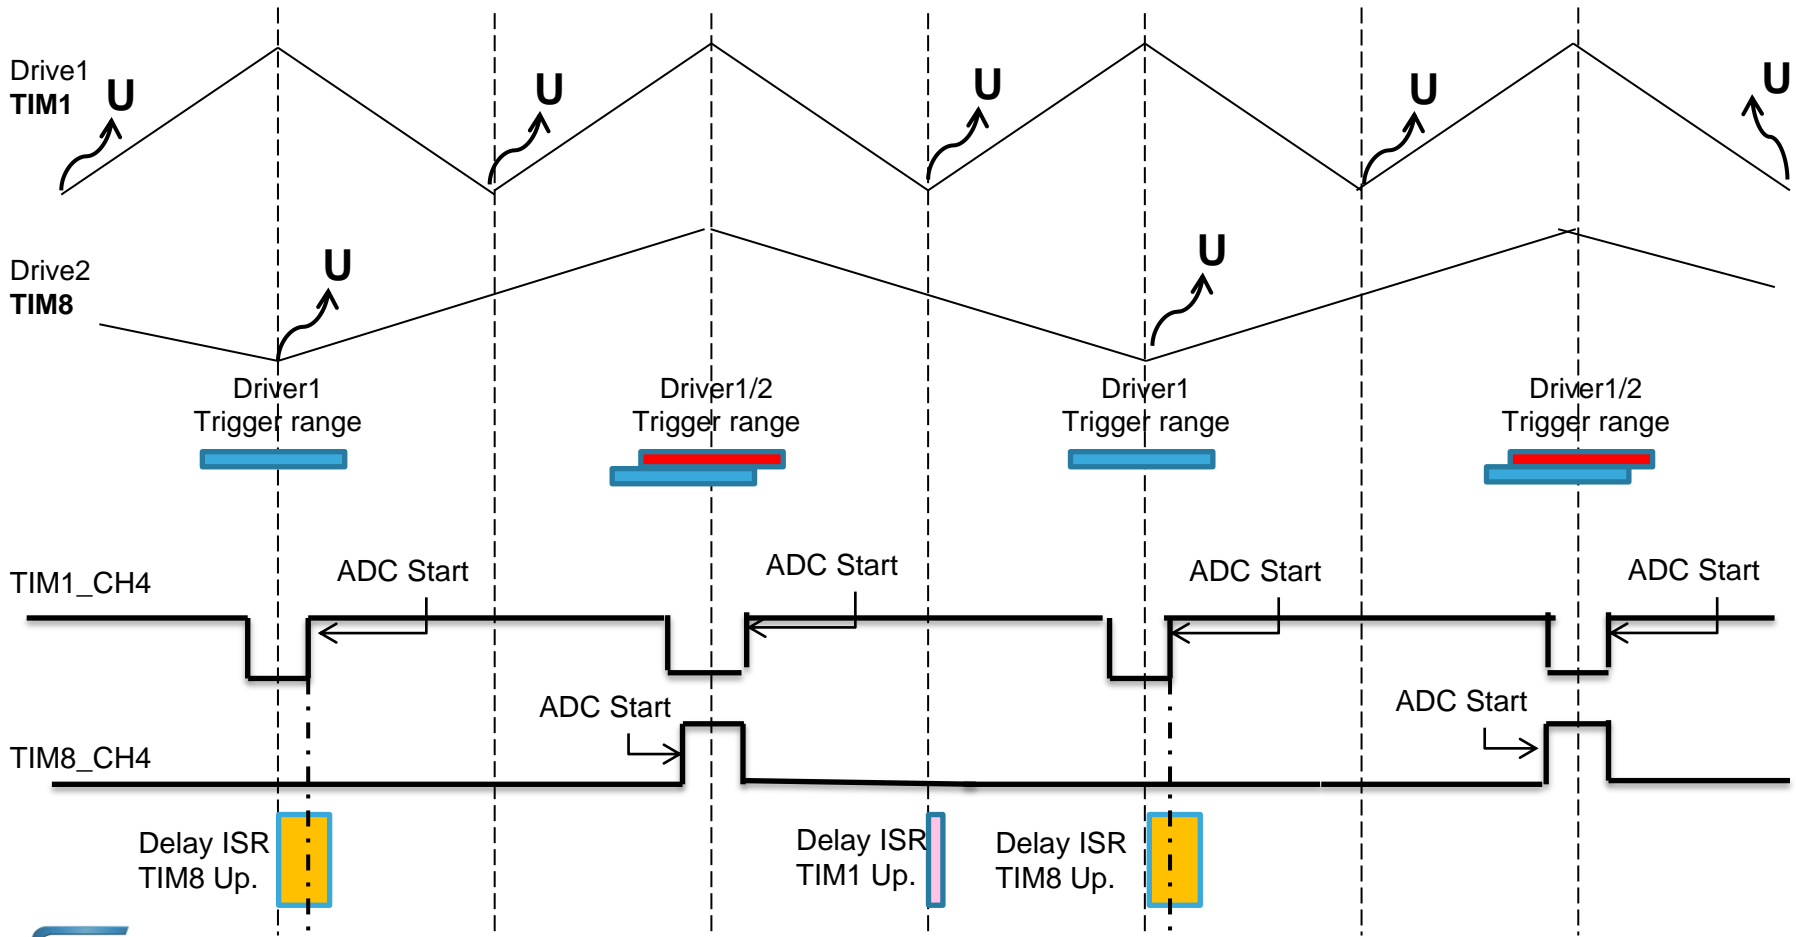 Drive1
TIM1
U
U
U
U
U
Drive2
TIM8
U
U
Driver1
Trigger range
Driver1/2
Trigger range
Driver1
Trigger range
Driver1/2
Trigger range
TIM1_CH4
ADC Start
ADC Start
ADC Start
ADC Start
TIM8_CH4
ADC Start
ADC Start
Delay ISR
TIM8 Up.
Delay ISR
TIM1 Up.
Delay ISR
TIM8 Up.